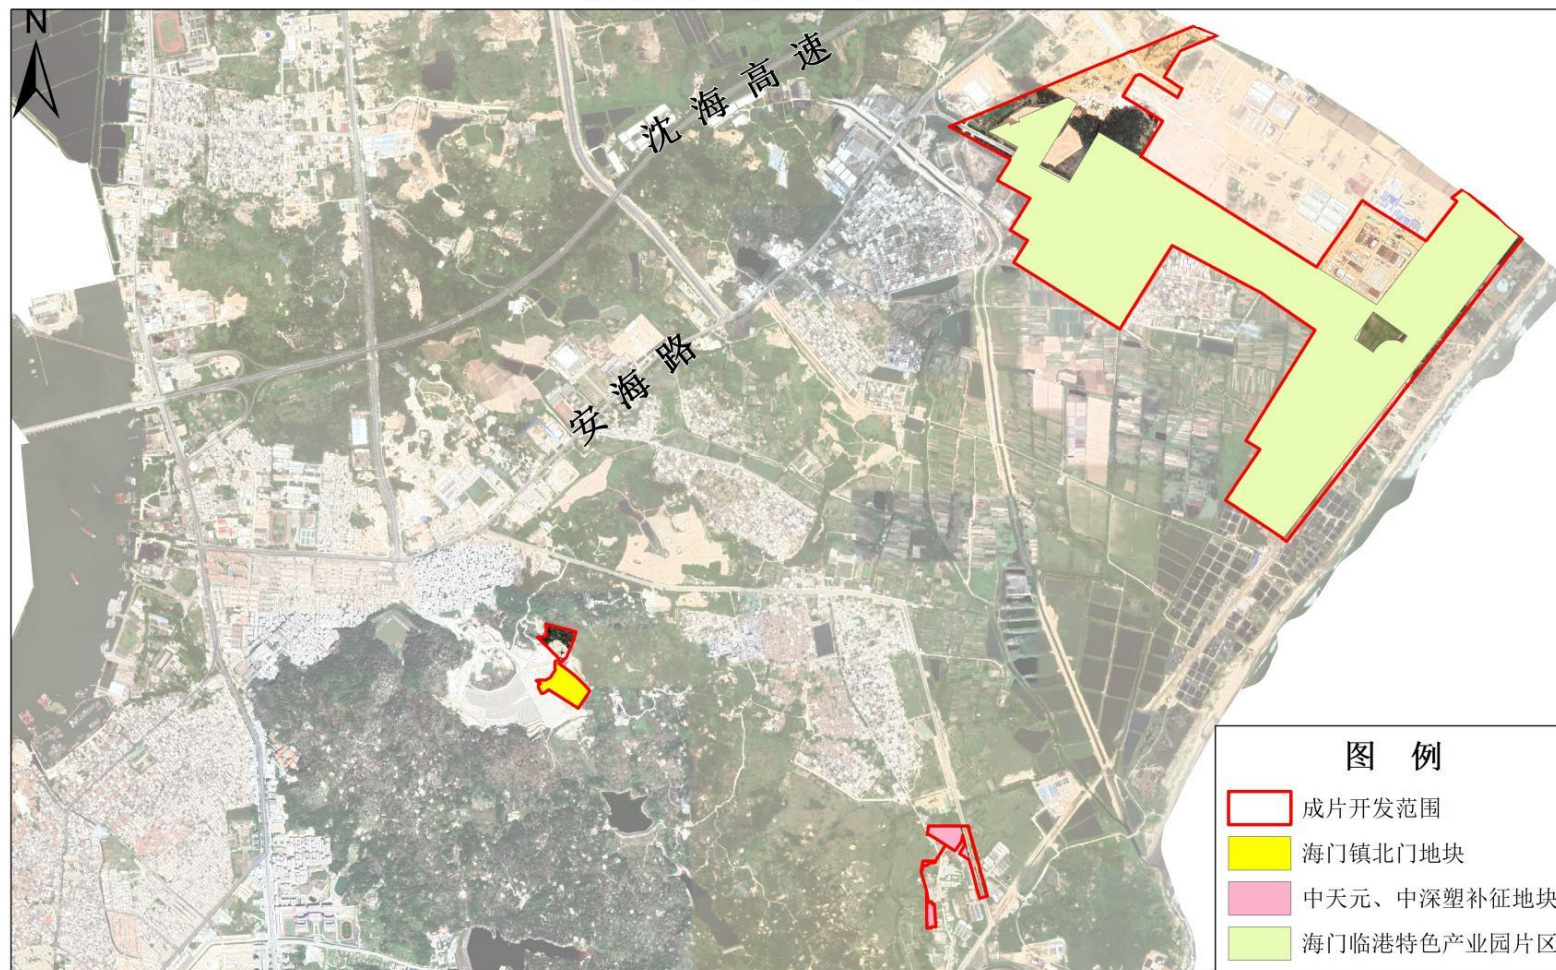 N
沈海高速
安海路
图 例
成片开发范围
海门镇北门地块
中天元、中深塑补征地块
海门临港特色产业园片区